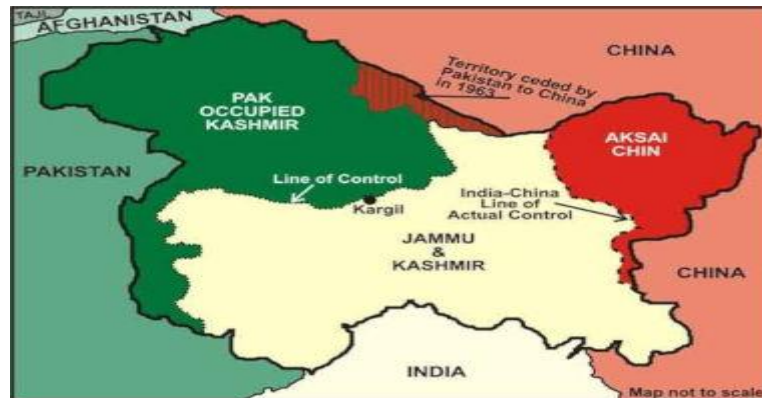 TAJI.
AFGHANISTAN
CHINA
Territory ceded by
Pakistan to China
in 1963
PAK
OCCUPIED
KASHMIR
AKSAI
CHIN
PAKISTAN
Line of Control
Kargil
India-China
Line of
Actual Control
JAMMU
&
KASHMIR
CHINA
INDIA
Map not to scale